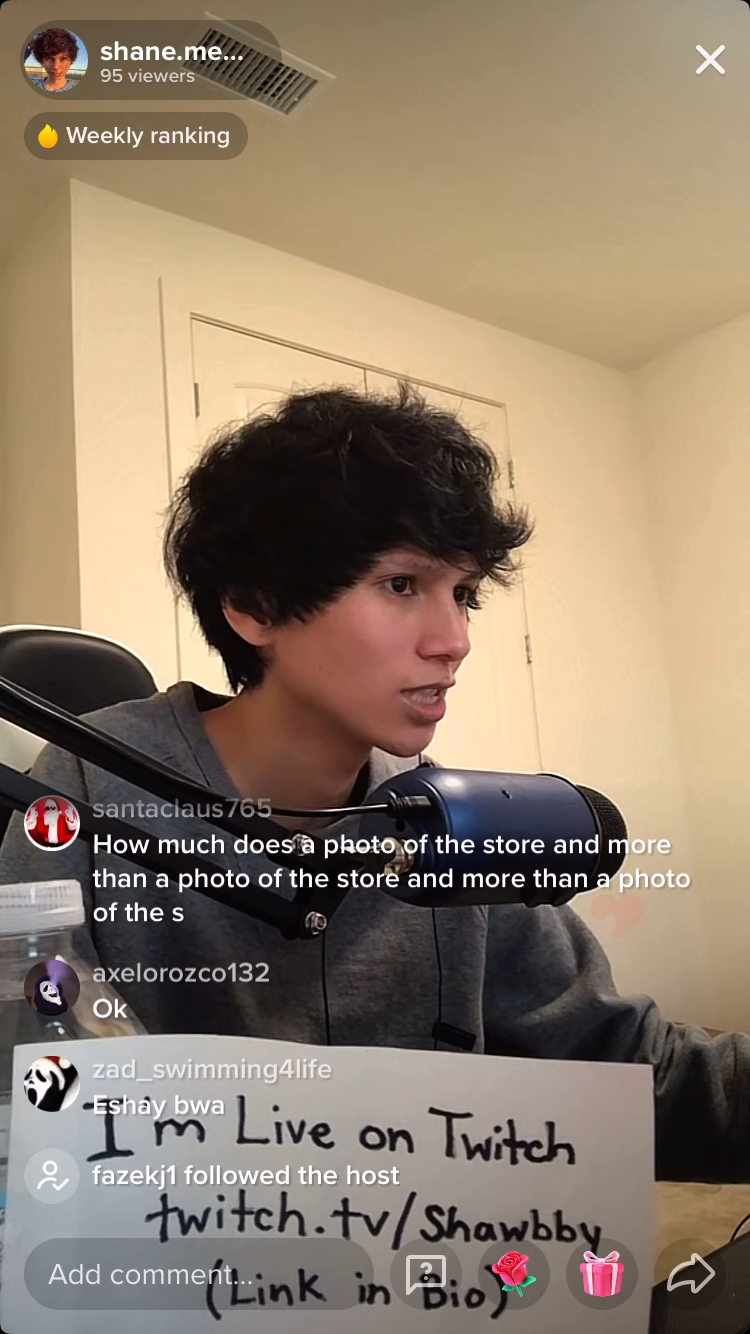 shane.me...
95 viewers
Weekly ranking
santaclaus765
How much does a photo of the store and more
than a photo of the store and more than a photo
of the s
axelorozco132
Ok
zad_swimming4life
Eshay bwa
I'm Live on Twitch
fazekj1 followed the host
twitch.tv/Shawbby
Add comment...
(Link in Bio)